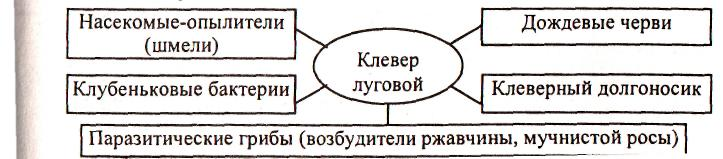 Насекомые-опылители
(шмели)
Дождевые черви
Клевер
луговой
Клубеньковые бактерии
Клеверный долгоносик
Паразитические грибы (возбудители ржавчины, мучнистой росы)